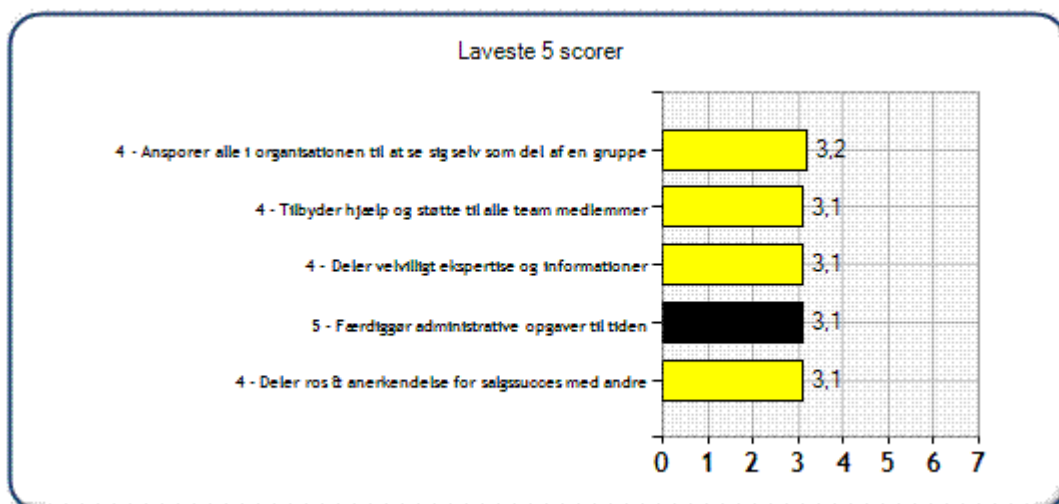 Laveste 5 scorer
4 - Ansporer alle i organisationen til at se sig selv som del af en gruppe
3,2
4 - Tilbyder hjælp og støtte til alle team medlemmer
3,1
4 - Deler velvilligt ekspertise og informationer
3,1
5 - Færdiggør administrative opgaver til tiden
3,1
4 - Deler ros & anerkendelse for salgssucces med andre
3,1
0 1 2 3 4 5 6 7